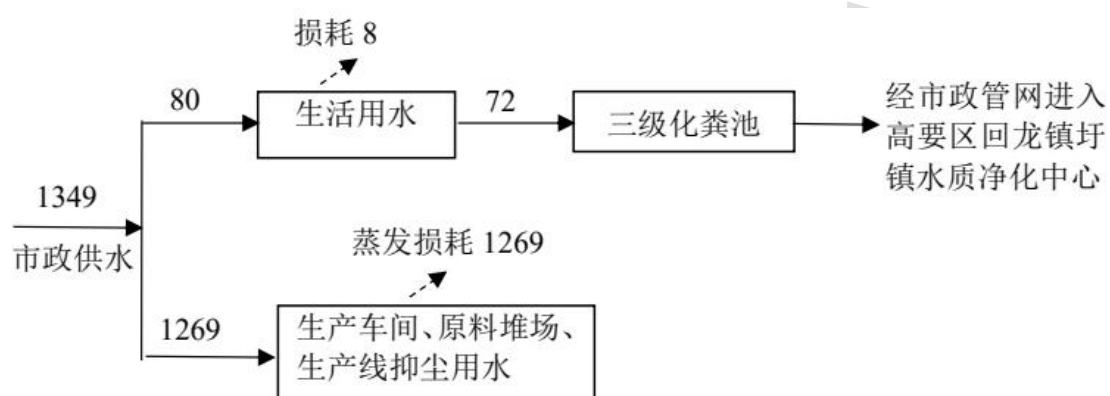 损耗 8
80
生活用水
72
三级化粪池
经市政管网进入
高要区回龙镇圩
镇水质净化中心
1349
市政供水
蒸发损耗 1269
1269
生产车间、原料堆场、
生产线抑尘用水